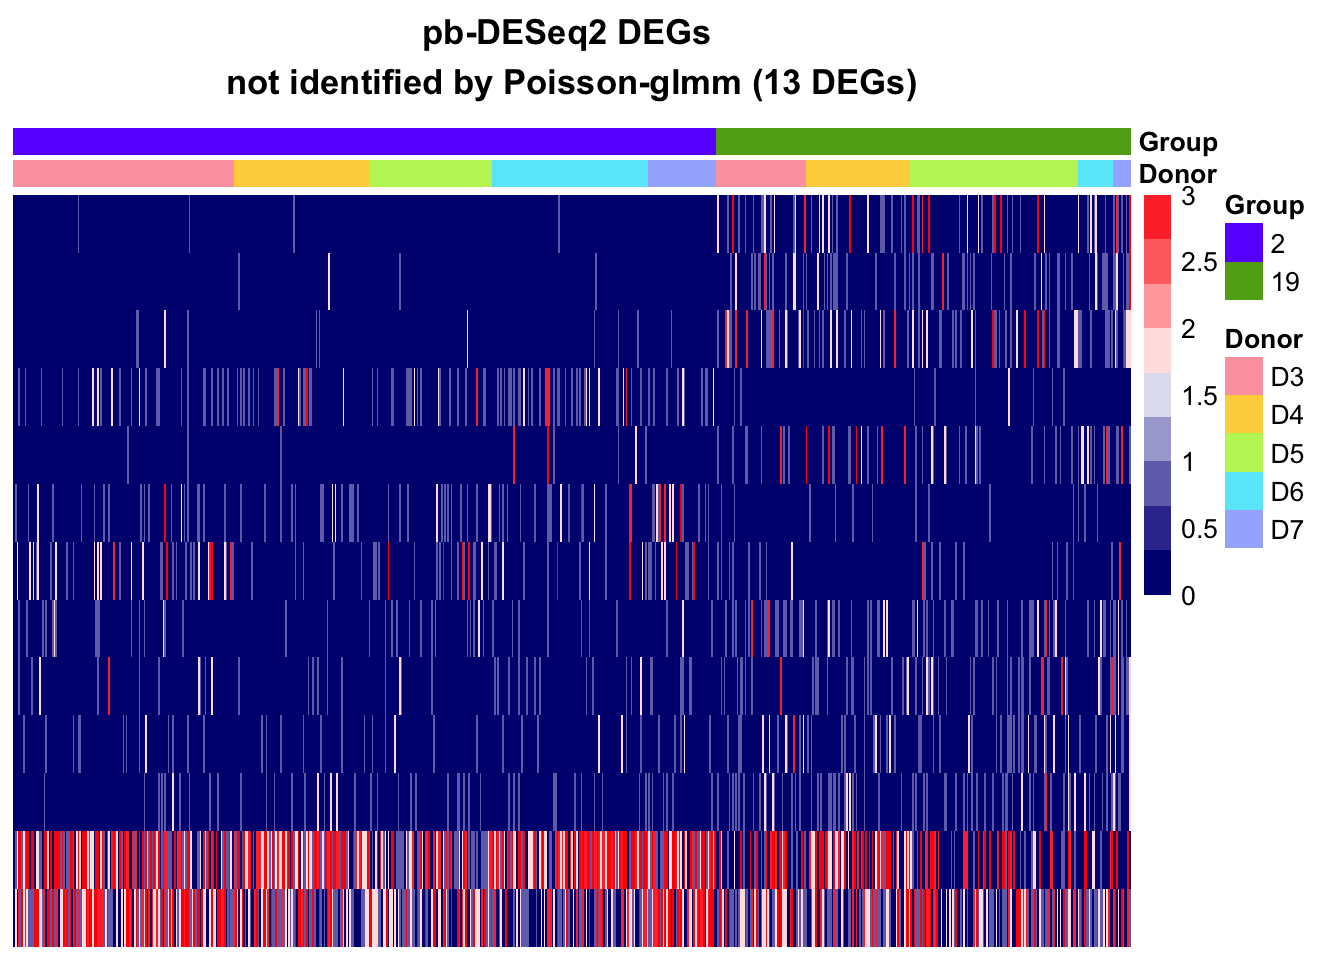 pb-DESeq2 DEGs
not identified by Poisson-glmm (13 DEGs)
Group
Donor
3
2.5
2
1.5
1
0.5
0
Group
2
19
Donor
D3
D4
D5
D6
D7